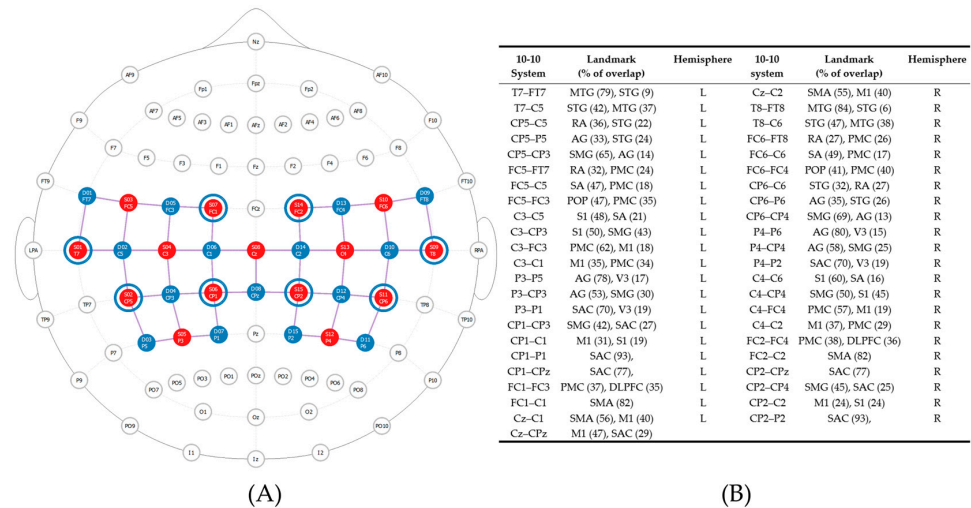 Nz
AF9 Fpz AF10
Fp1 Fp2
AF7 AF5 AF3 AF1 AFz AF2 AF4 AF6 AF8
F9 F10
F7 F5 F3 F1 Fz F2 F4 F6 F8
FT9 FT10
D01 FT7 S03 FC5 D05 FC3 S07 FC1 FCz S14 FC2 D13 FC4 S10 FC6 D09 FT8
LPA S01 T7 D02 C5 S04 C3 D06 C1 S08 Cz D14 C2 S13 D10 C6 S09 T8 RPA
TP7 S02 CP5 D04 CP3 S06 CP1 D08 CPz S15 CP2 D12 CP4 S11 CP6 TP8
TP9 TP10
D03 P5 S05 P3 D07 P1 Pz D15 P2 S12 P4 D11 P6
P7 P8
P9 PO7 PO5 PO3 PO1 POz PO2 PO4 PO6 PO8 P10
O1 Oz O2
PO9 PO10
I1 Iz I2
(A)
10-10 Landmark Hemisphere 10-10 Landmark Hemisphere
System (% of overlap) system (% of overlap)
T7–FT7 MTG (79), STG (9) L Cz–C2 SMA (55), M1 (40) R
T7–C5 STG (42), MTG (37) L T8–FT8 MTG (84), STG (6) R
CP5–C5 RA (36), STG (22) L T8–C6 STG (47), MTG (38) R
CP5–P5 AG (33), STG (24) L FC6–FT8 RA (27), PMC (26) R
CP5–CP3 SMG (65), AG (14) L FC6–C6 SA (49), PMC (17) R
FC5–FT7 RA (32), PMC (24) L FC6–FC4 POP (41), PMC (40) R
FC5–C5 SA (47), PMC (18) L CP6–C6 STG (32), RA (27) R
FC5–FC3 POP (47), PMC (35) L CP6–P6 AG (35), STG (26) R
C3–C5 S1 (48), SA (21) L CP6–CP4 SMG (69), AG (13) R
C3–CP3 S1 (50), SMG (43) L P4–P6 AG (80), V3 (15) R
C3–FC3 PMC (62), M1 (18) L P4–CP4 AG (58), SMG (25) R
C3–C1 M1 (35), PMC (34) L P4–P2 SAC (70), V3 (19) R
P3–P5 AG (78), V3 (17) L C4–C6 S1 (60), SA (16) R
P3–CP3 AG (53), SMG (30) L C4–CP4 SMG (50), S1 (45) R
P3–P1 SAC (70), V3 (19) L C4–FC4 PMC (57), M1 (19) R
CP1–CP3 SMG (42), SAC (27) L C4–C2 M1 (37), PMC (29) R
CP1–C1 M1 (31), S1 (19) L FC2–FC4 PMC (38), DLPFC (36) R
CP1–P1 SAC (93), L FC2–C2 SMA (82) R
CP1–CPz SAC (77), L CP2–CPz SAC (77) R
FC1–FC3 PMC (37), DLPFC (35) L CP2–CP4 SMG (45), SAC (25) R
FC1–C1 SMA (82) L CP2–C2 M1 (24), S1 (24) R
Cz–C1 SMA (56), M1 (40) L CP2–P2 SAC (93), R
Cz–CPz M1 (47), SAC (29)
(B)